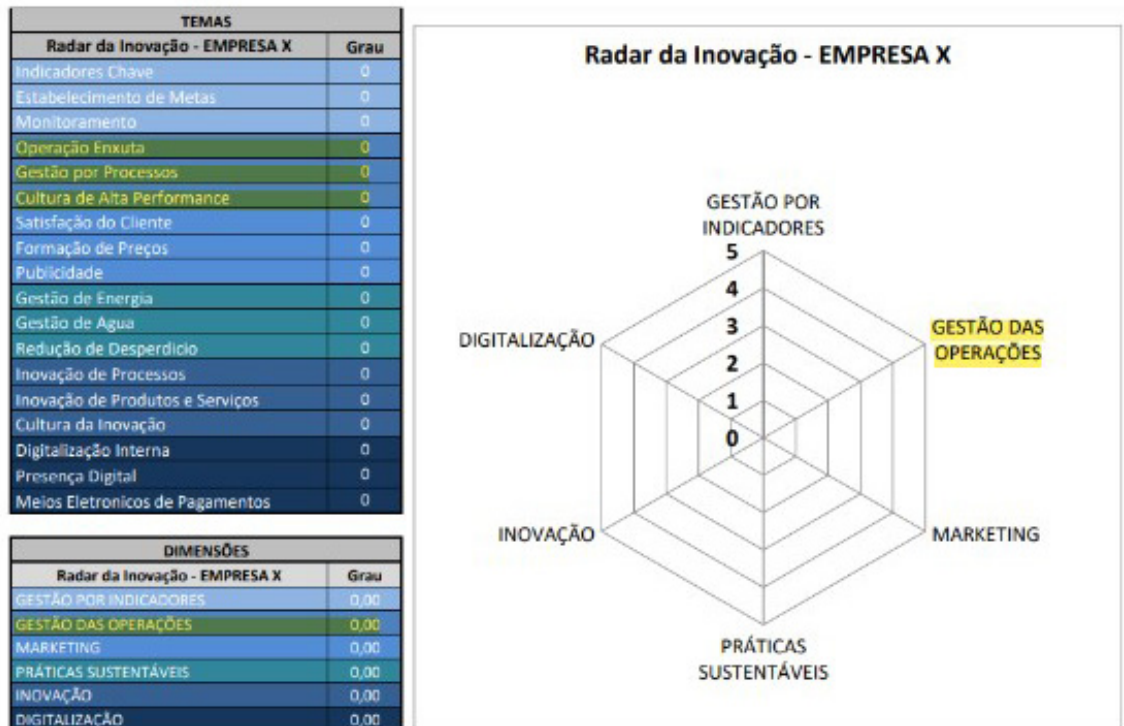 TEMAS
Radar da Inovação - EMPRESA X Grau
Indicadores Chave 0
Estabelecimento de Metas 0
Monitoramento 0
Operação Enxuta 0
Gestão por Processos 0
Cultura de Alta Performance 0
Satisfação do Cliente 0
Formação de Preços 0
Publicidade 0
Gestão de Energia 0
Gestão de Agua 0
Redução de Desperdicio 0
Inovação de Processos 0
Inovação de Produtos e Serviços 0
Cultura da Inovação 0
Digitalização Interna 0
Presença Digital 0
Meios Eletronicos de Pagamentos 0
DIMENSÕES
Radar da Inovação - EMPRESA X Grau
GESTÃO POR INDICADORES 0,00
GESTÃO DAS OPERAÇÕES 0,00
MARKETING 0,00
PRÁTICAS SUSTENTÁVEIS 0,00
INOVAÇÃO 0,00
DIGITALIZAÇÃO 0,00
Radar da Inovação - EMPRESA X
GESTÃO POR
INDICADORES
5
4
3
2
1
0
GESTÃO DAS
OPERAÇÕES
MARKETING
PRÁTICAS
SUSTENTÁVEIS
INOVAÇÃO
DIGITALIZAÇÃO